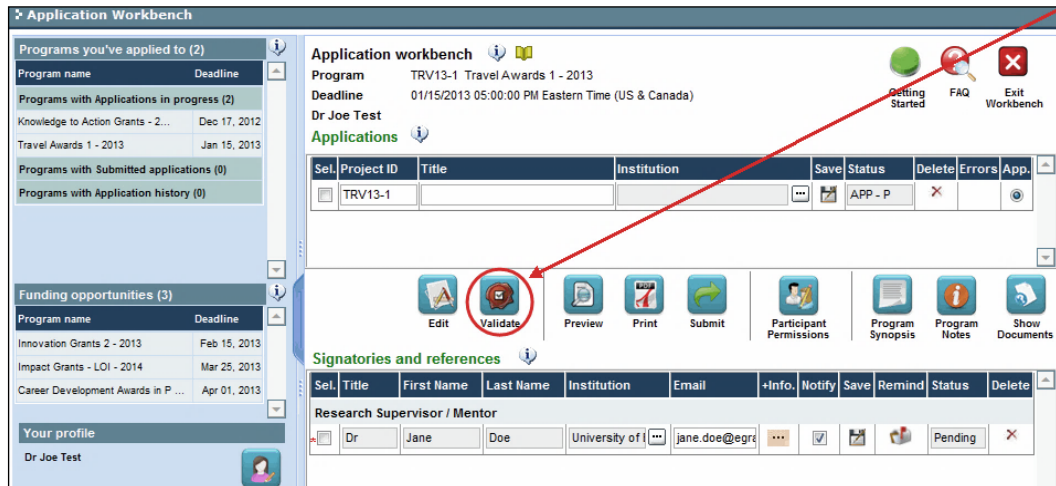 Application Workbench
Programs you've applied to (2)
Program name Deadline
Programs with Applications in progress (2)
Knowledge to Action Grants - 2... Dec 17, 2012
Travel Awards 1 - 2013 Jan 15, 2013
Programs with Submitted applications (0)
Programs with Application history (0)
Funding opportunities (3)
Program name Deadline
Innovation Grants 2 - 2013 Feb 15, 2013
Impact Grants - LOI - 2014 Mar 25, 2013
Career Development Awards in P ... Apr 01, 2013
Your profile
Dr Joe Test
Application workbench
Program TRV13-1 Travel Awards 1 - 2013
Deadline 01/15/2013 05:00:00 PM Eastern Time (US & Canada)
Dr Joe Test
Getting Started
FAQ
Exit Workbench
Applications
Sel. Project ID Title Institution Save Status Delete Errors App.
TRV13-1 ... APP - P
Edit
Validate
Preview
Print
Submit
Participant Permissions
Program Synopsis
Program Notes
Show Documents
Signatories and references
Sel. Title First Name Last Name Institution Email +Info. Notify Save Remind Status Delete
Research Supervisor / Mentor
Dr Jane Doe University of ... jane.doe@egra ... Pending